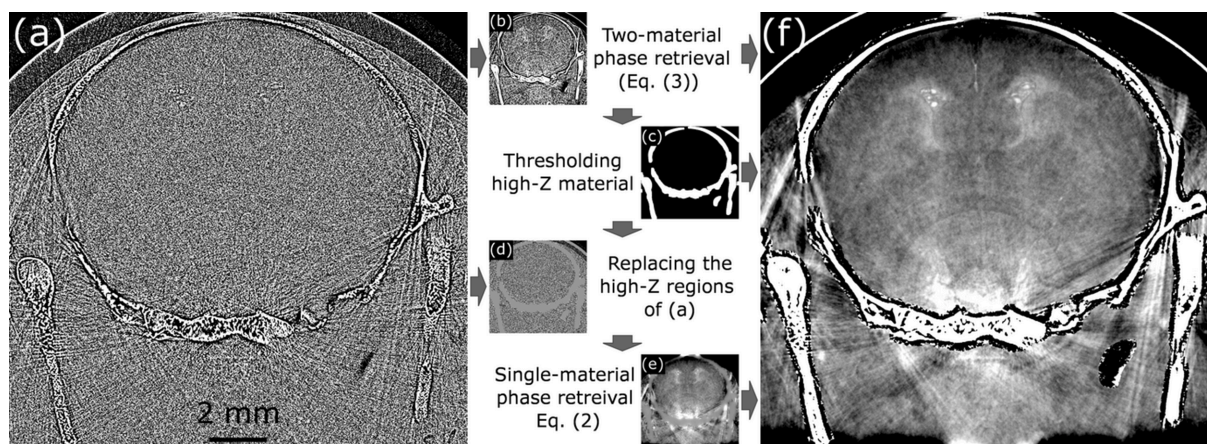 (a)
2 mm
(b)
Two-material
phase retrieval
(Eq. (3))
(c)
Thresholding
high-Z material
(d)
Replacing the
high-Z regions
of (a)
Single-material
phase retreival
Eq. (2)
(e)
(f)